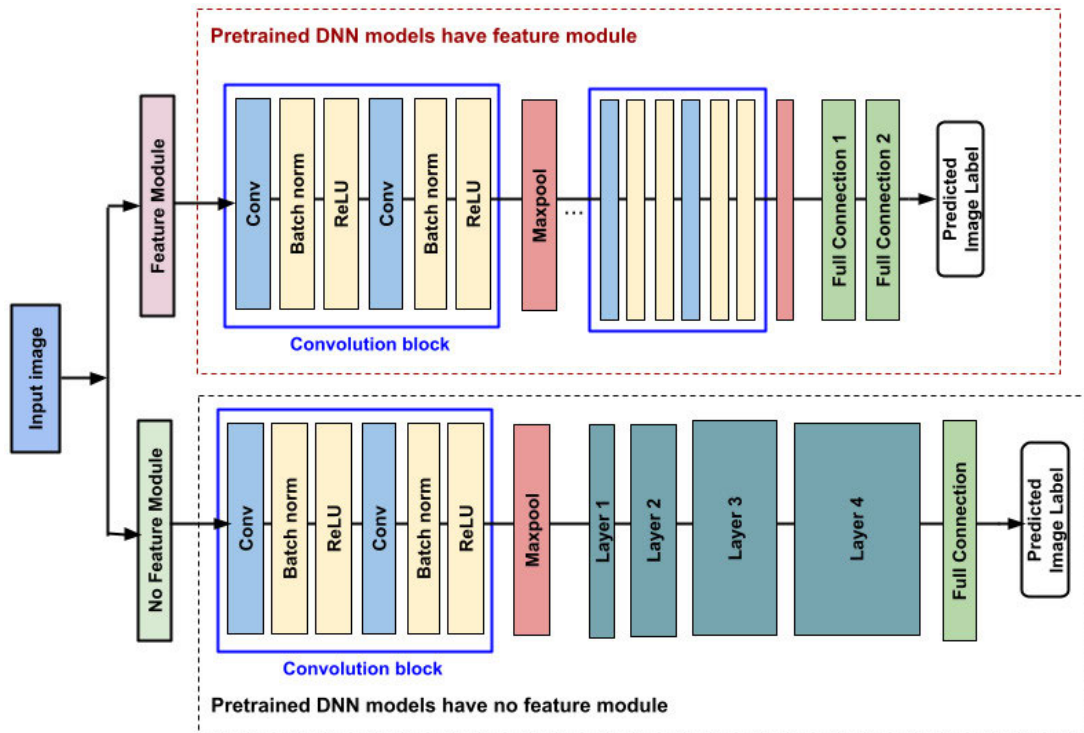 Pretrained DNN models have feature module
Input image
Feature Module
Conv
Batch norm
ReLU
Conv
Batch norm
ReLU
Convolution block
Maxpool
...
Full Connection 1
Full Connection 2
Predicted
Image Label
No Feature Module
Conv
Batch norm
ReLU
Conv
Batch norm
ReLU
Convolution block
Maxpool
Layer 1
Layer 2
Layer 3
Layer 4
Full Connection
Predicted
Image Label
Pretrained DNN models have no feature module